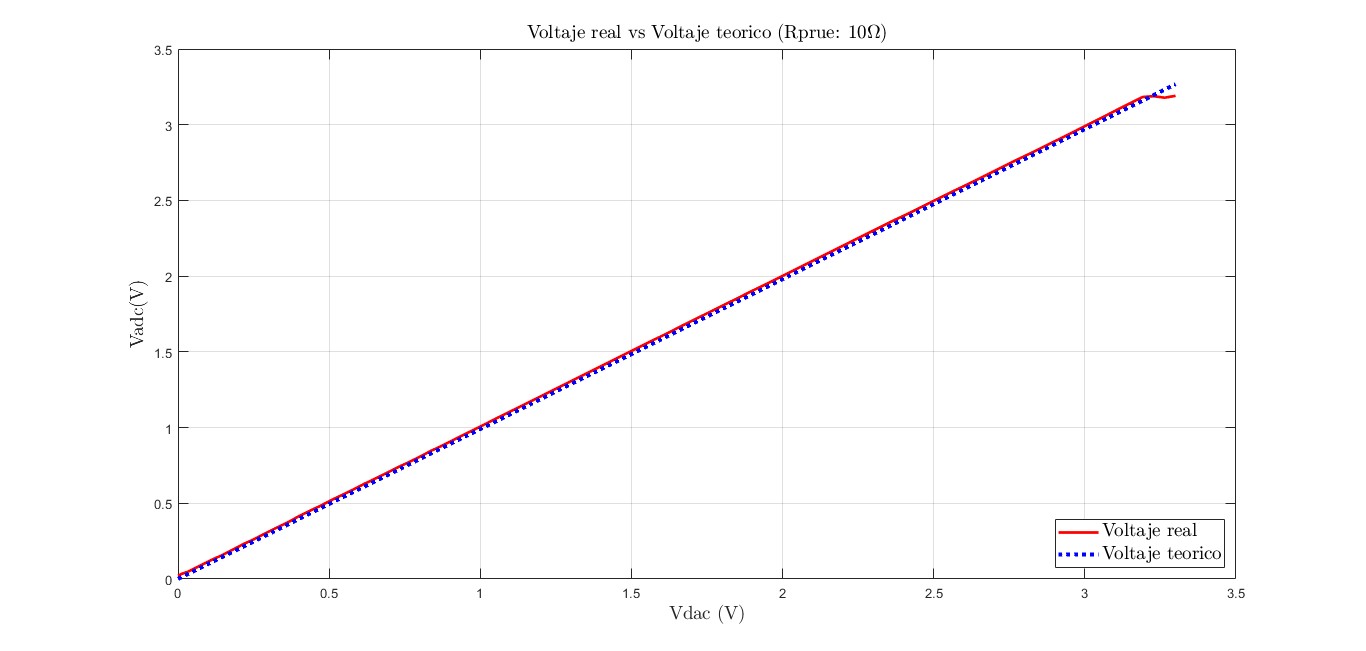 Voltaje real vs Voltaje teorico (Rprue: 10Ω)
3.5
3
2.5
2
1.5
1
0.5
0
Vadc(V)
0 0.5 1 1.5 2 2.5 3 3.5
Vdac (V)
Voltaje real
Voltaje teorico